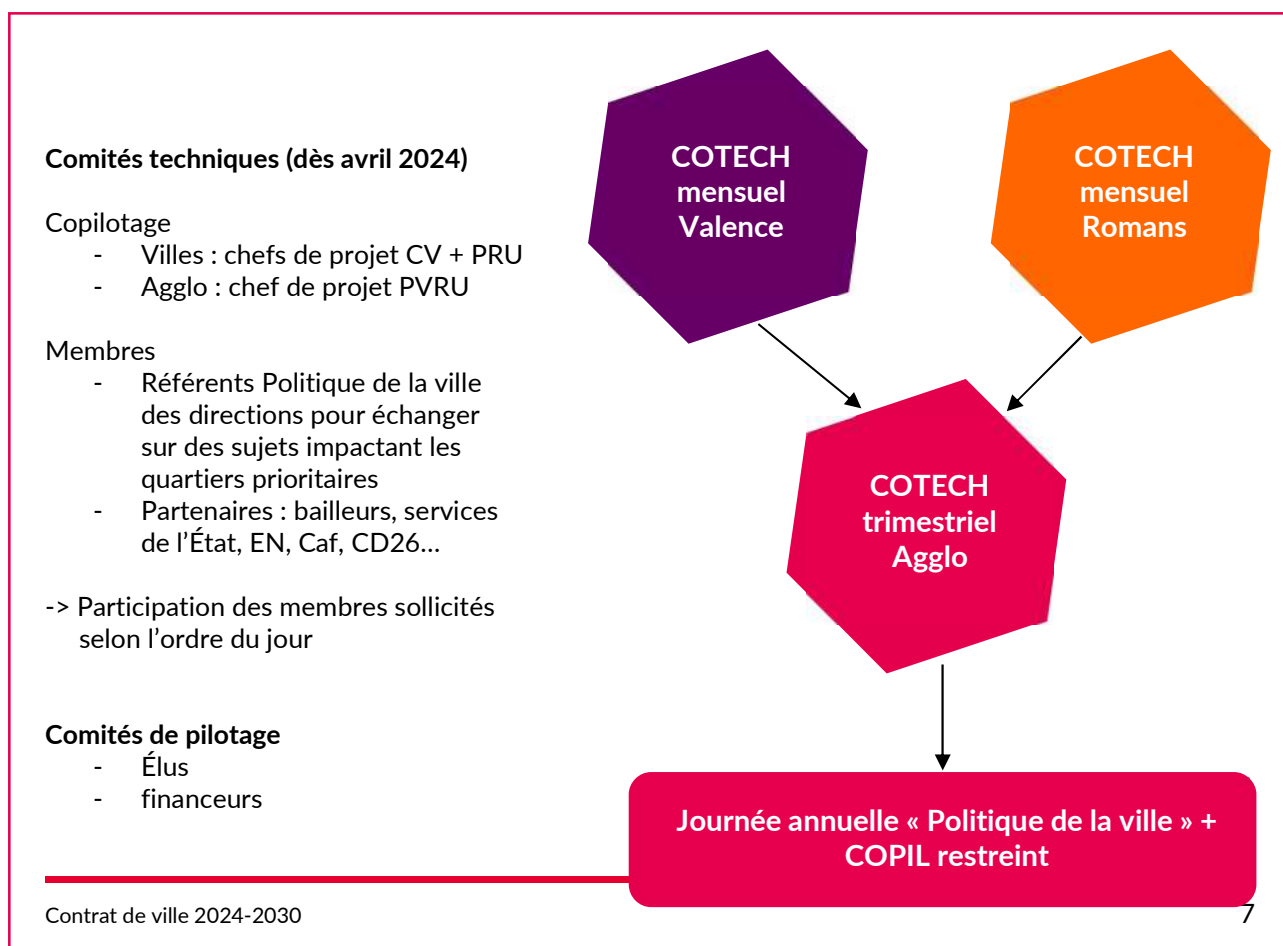 Comités techniques (dès avril 2024)
Copilotage
- Villes : chefs de projet CV + PRU
- Agglo : chef de projet PVRU
Membres
- Référents Politique de la ville
des directions pour échanger
sur des sujets impactant les
quartiers prioritaires
- Partenaires : bailleurs, services
de l’État, EN, Caf, CD26…
-> Participation des membres sollicités
selon l’ordre du jour
Comités de pilotage
- Élus
- financeurs
COTECH
mensuel
Valence
COTECH
mensuel
Romans
COTECH
trimestriel
Agglo
Journée annuelle « Politique de la ville » +
COPIL restreint
Contrat de ville 2024-2030
7